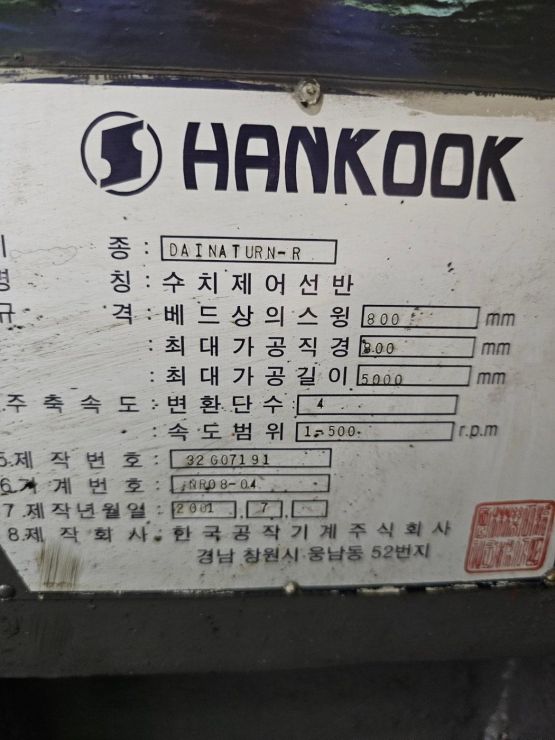 HANKOOK
종 : DAINATURN-R
칭 : 수치제어선반
격 : 베드상의스윙 800 mm
: 최대가공직경 800 mm
: 최대가공길이 5000 mm
주축속도 : 변환단수 : 4
: 속도범위 : 1-500 r.p.m
5.제작번호 : 32G07191
6.기계번호 : NR08-04
7.제작년월일 : 2001 . 7 .
8.제작회사 : 한국공작기계주식회사
경남 창원시 웅남동 52번지